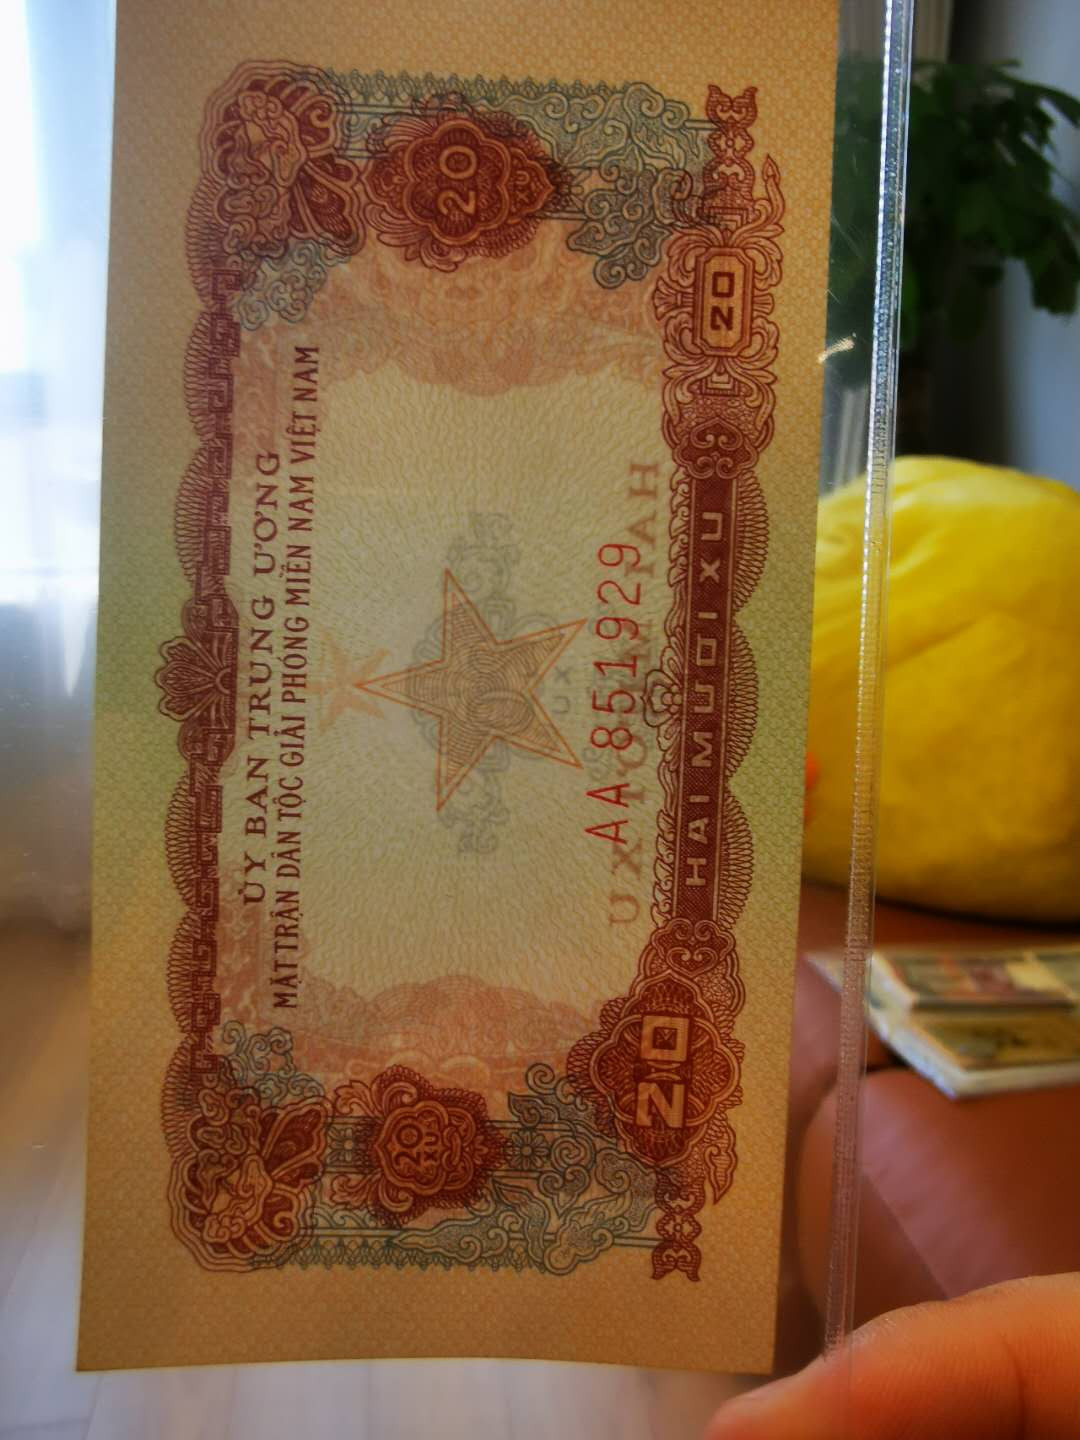 ỦY BAN TRUNG ƯƠNG
MẶT TRẬN DÂN TỘC GIẢI PHÓNG MIỀN NAM VIỆT NAM
20
20 XU
AA 851929
20
HAI MƯƠI XU
20